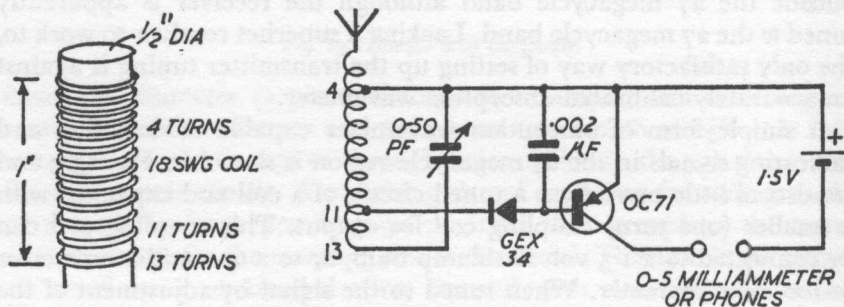 1/2" DIA
1"
4 TURNS
18 SWG COIL
11 TURNS
13 TURNS
4
11
13
0-50
PF
·002
µF
GEX
34
OC71
+
1·5V
0-5 MILLIAMMETER
OR PHONES